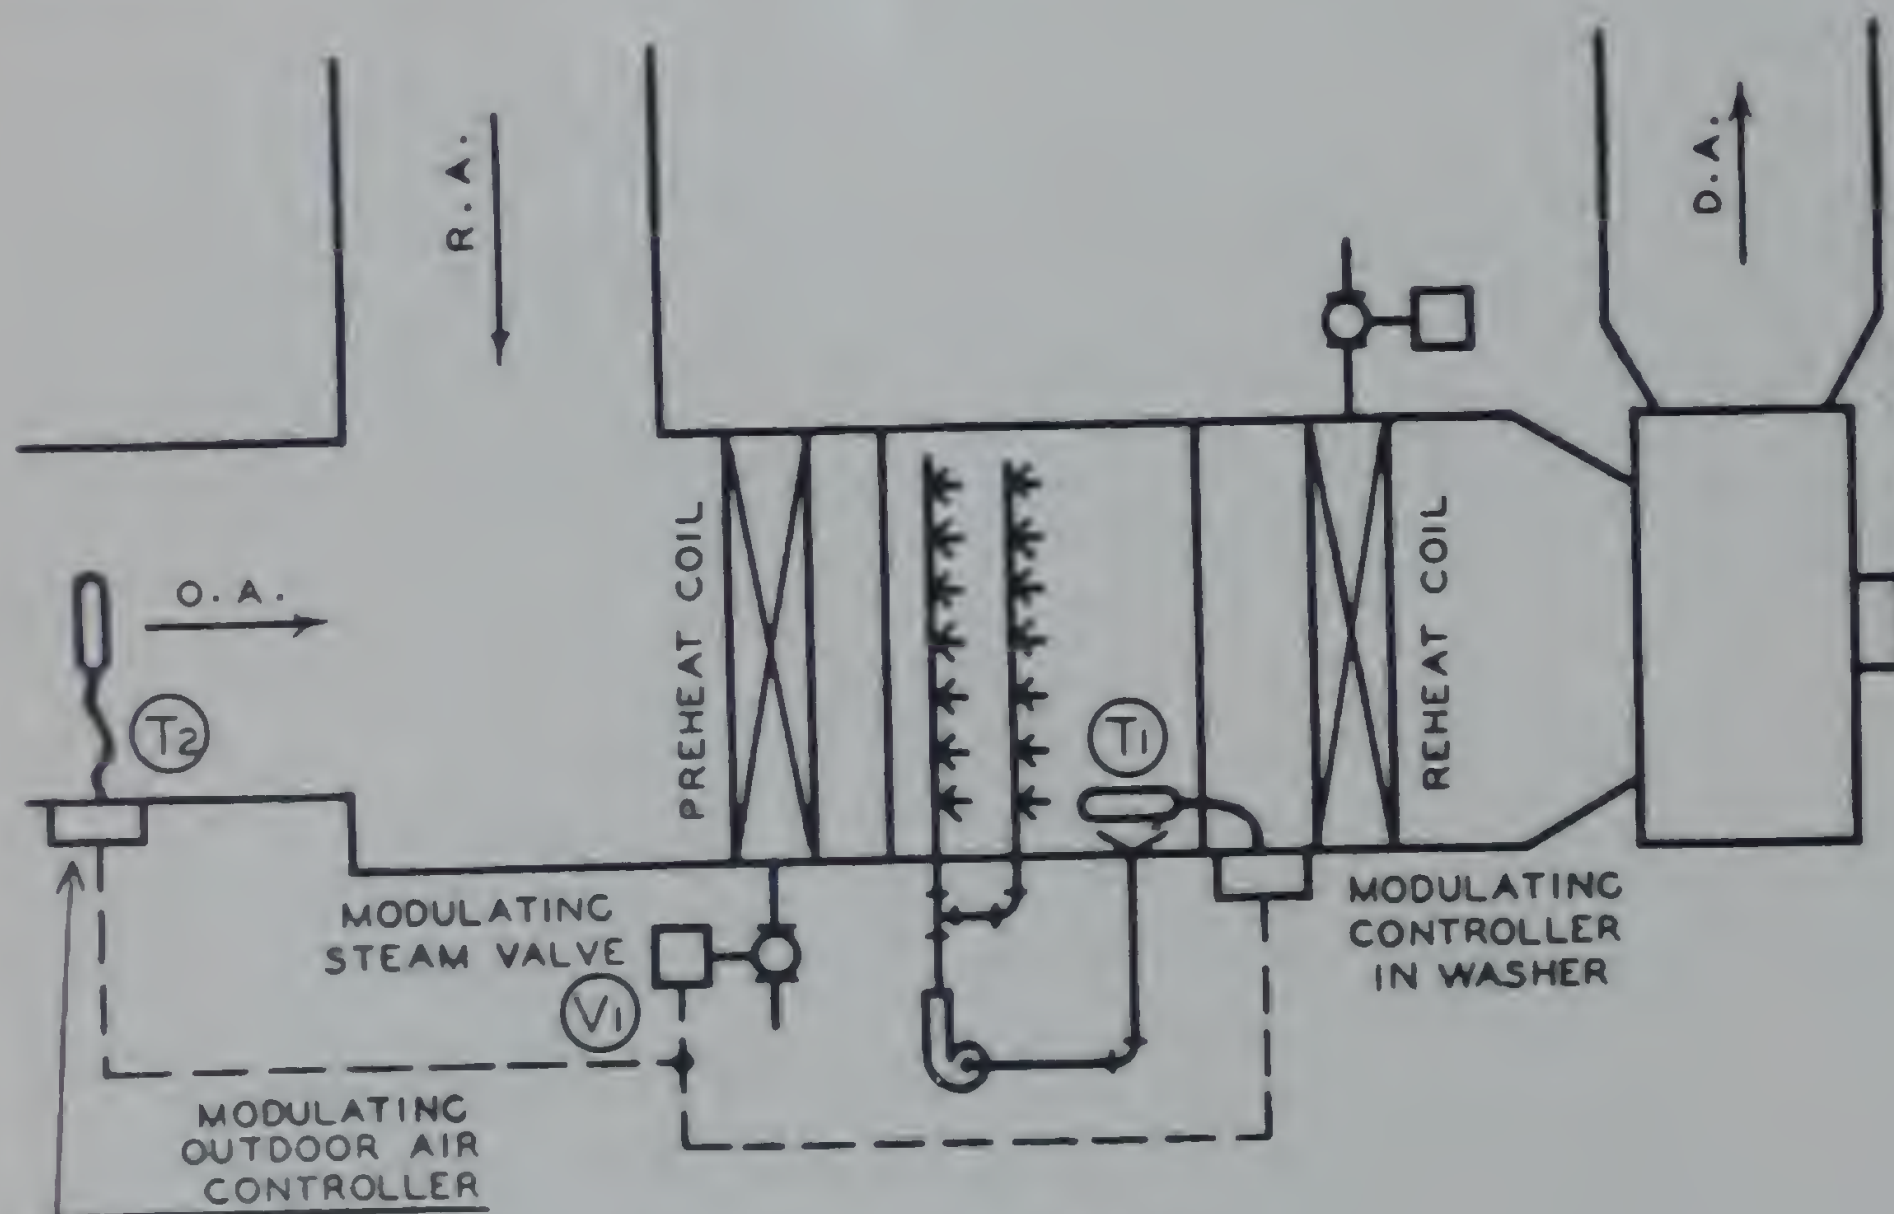 R. A.
D. A.
O. A.
T2
PREHEAT COIL
T1
REHEAT COIL
MODULATING
STEAM VALVE
V1
MODULATING
CONTROLLER
IN WASHER
MODULATING
OUTDOOR AIR
CONTROLLER